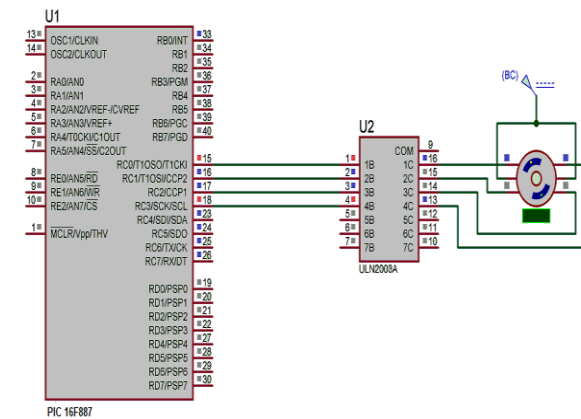 U1
13 OSC1/CLKIN RB0/INT 33
14 OSC2/CLKOUT RB1 34
RB2 35
2 RA0/AN0 RB3/PGM 36
3 RA1/AN1 RB4 37
4 RA2/AN2/VREF-/CVREF RB5 38
5 RA3/AN3/VREF+ RB6/PGC 39
6 RA4/T0CKI/C1OUT RB7/PGD 40
7 RA5/AN4/SS/C2OUT
RC0/T1OSO/T1CKI 15
8 RE0/AN5/RD RC1/T1OSI/CCP2 16
9 RE1/AN6/WR RC2/CCP1 17
10 RE2/AN7/CS RC3/SCK/SCL 18
RC4/SDI/SDA 23
1 MCLR/Vpp/THV RC5/SDO 24
RC6/TX/CK 25
RC7/RX/DT 26
RD0/PSP0 19
RD1/PSP1 20
RD2/PSP2 21
RD3/PSP3 22
RD4/PSP4 27
RD5/PSP5 28
RD6/PSP6 29
RD7/PSP7 30
PIC 16F887
U2
COM 9
1 1B 1C 16
2 2B 2C 15
3 3B 3C 14
4 4B 4C 13
5 5B 5C 12
6 6B 6C 11
7 7B 7C 10
ULN2003A
(BC)